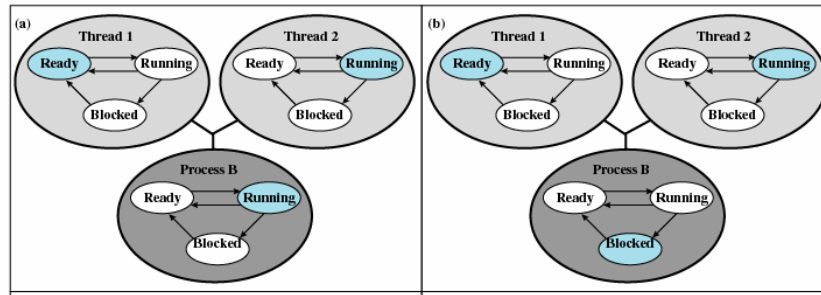 (a)
Thread 1
Thread 2
Ready
Running
Ready
Running
Blocked
Blocked
Process B
Ready
Running
Blocked
(b)
Thread 1
Thread 2
Ready
Running
Ready
Running
Blocked
Blocked
Process B
Ready
Running
Blocked